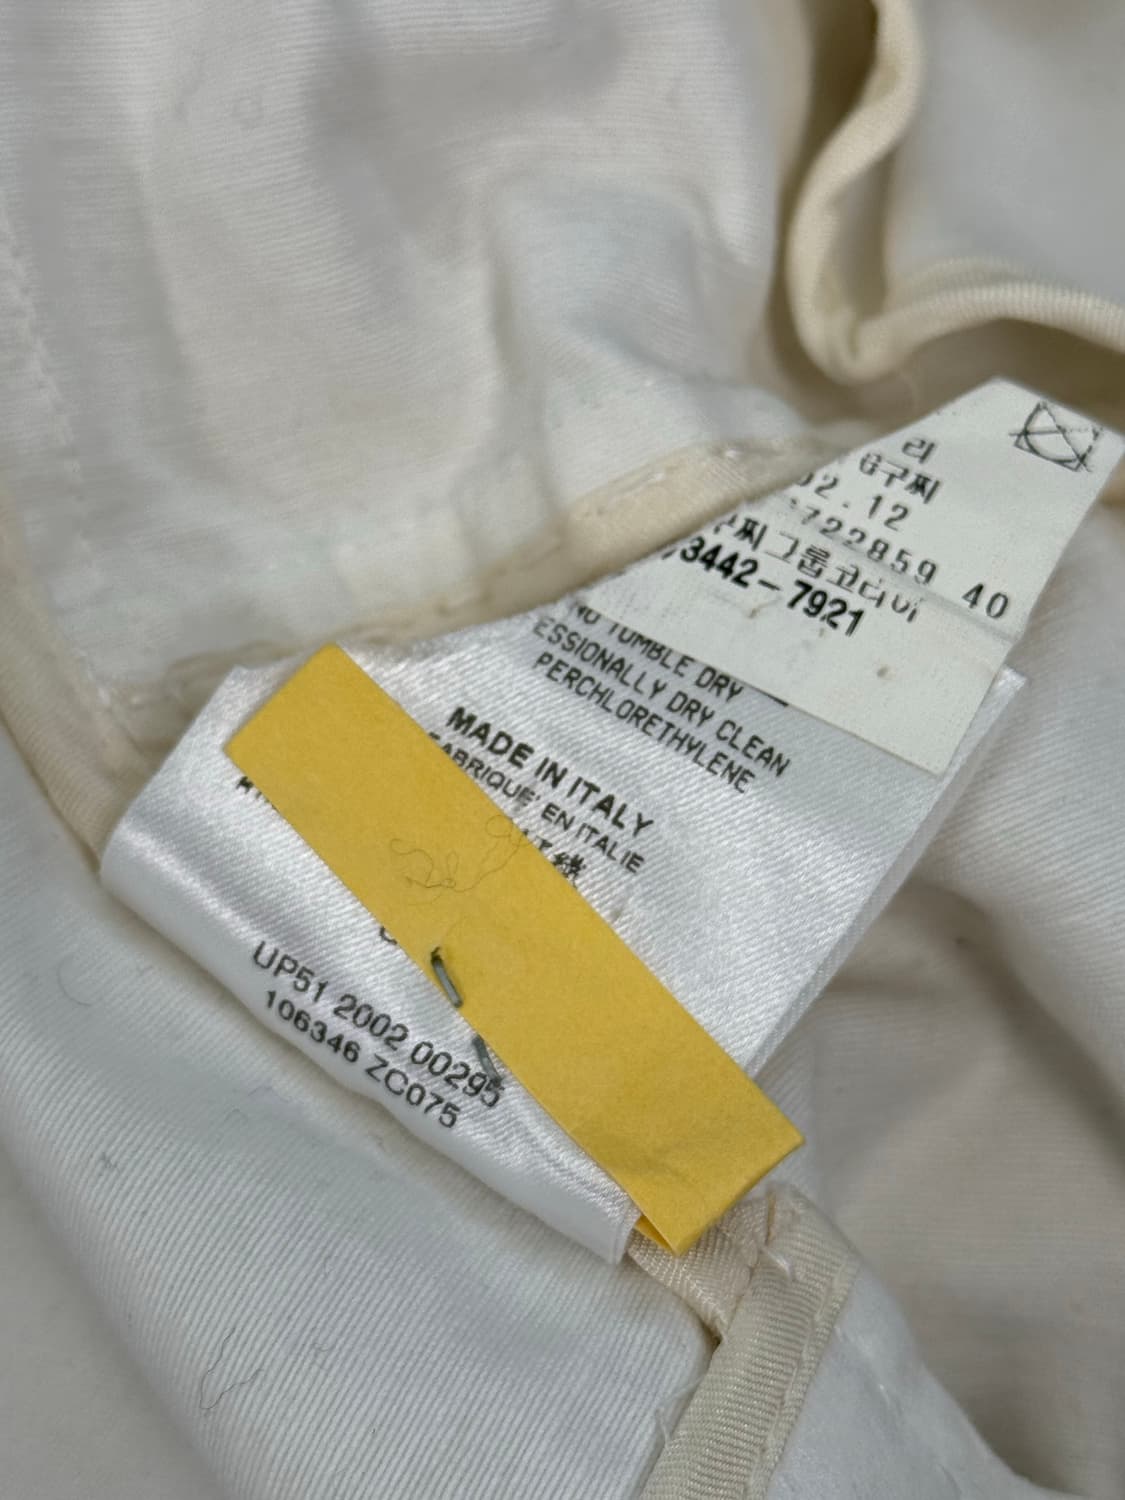 리
G구찌
02.12
722859 40
구찌그룹코리아
3442-7921
NO TUMBLE DRY
ESSIONALLY DRY CLEAN
PERCHLORETHYLENE
MADE IN ITALY
FABRIQUE' EN ITALIE
UP51 2002 00295
106346 ZC075